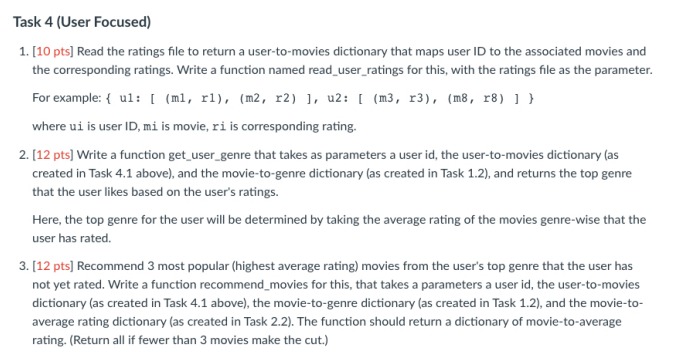 Task 4 (User Focused)
1. [10 pts] Read the ratings file to return a user-to-movies dictionary that maps user ID to the associated movies and
the corresponding ratings. Write a function named read_user_ratings for this, with the ratings file as the parameter.
For example: { u1: [ (m1, r1), (m2, r2) ], u2: [ (m3, r3), (m8, r8) ] }
where ui is user ID, mi is movie, ri is corresponding rating.
2. [12 pts] Write a function get_user_genre that takes as parameters a user id, the user-to-movies dictionary (as
created in Task 4.1 above), and the movie-to-genre dictionary (as created in Task 1.2), and returns the top genre
that the user likes based on the user's ratings.
Here, the top genre for the user will be determined by taking the average rating of the movies genre-wise that the
user has rated.
3. [12 pts] Recommend 3 most popular (highest average rating) movies from the user's top genre that the user has
not yet rated. Write a function recommend_movies for this, that takes a parameters a user id, the user-to-movies
dictionary (as created in Task 4.1 above), the movie-to-genre dictionary (as created in Task 1.2), and the movie-to-
average rating dictionary (as created in Task 2.2). The function should return a dictionary of movie-to-average
rating. (Return all if fewer than 3 movies make the cut.)